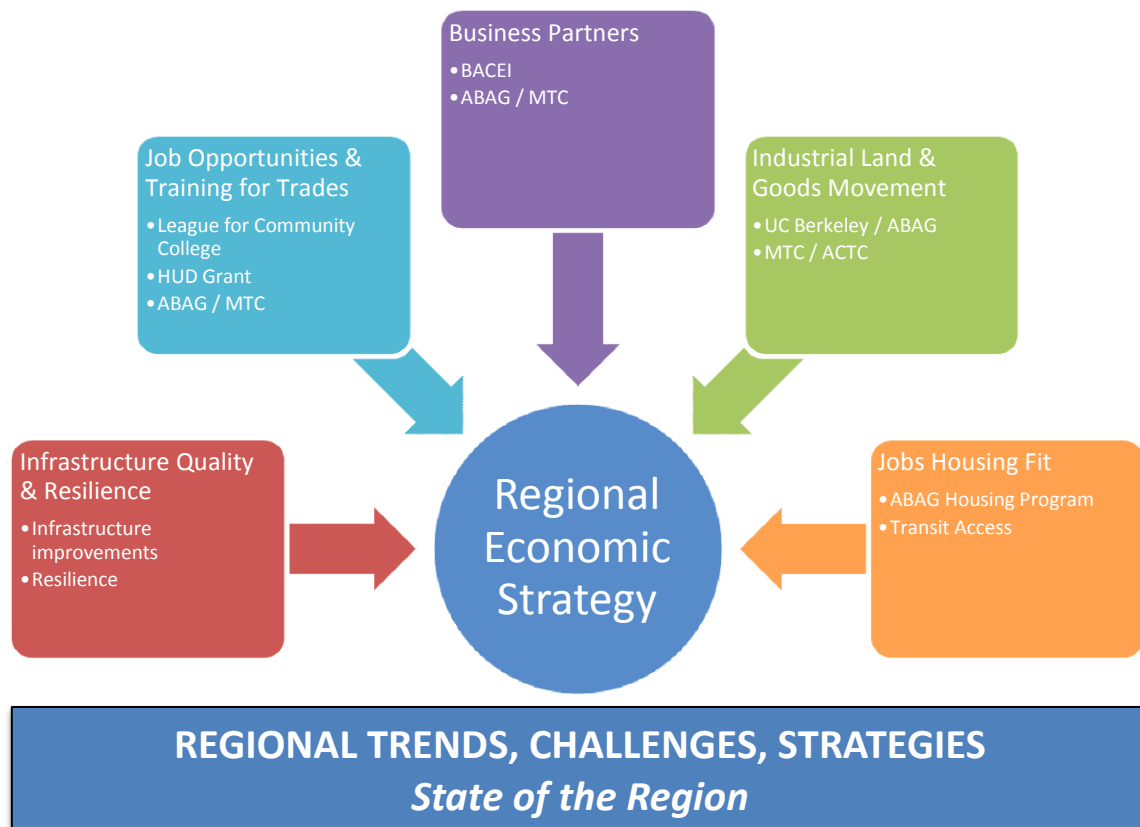 Business Partners
•BACEI
•ABAG / MTC
Job Opportunities &
Training for Trades
•League for Community
College
•HUD Grant
•ABAG / MTC
Industrial Land &
Goods Movement
•UC Berkeley / ABAG
•MTC / ACTC
Infrastructure Quality
& Resilience
•Infrastructure
improvements
•Resilience
Regional
Economic
Strategy
Jobs Housing Fit
•ABAG Housing Program
•Transit Access
REGIONAL TRENDS, CHALLENGES, STRATEGIES
State of the Region